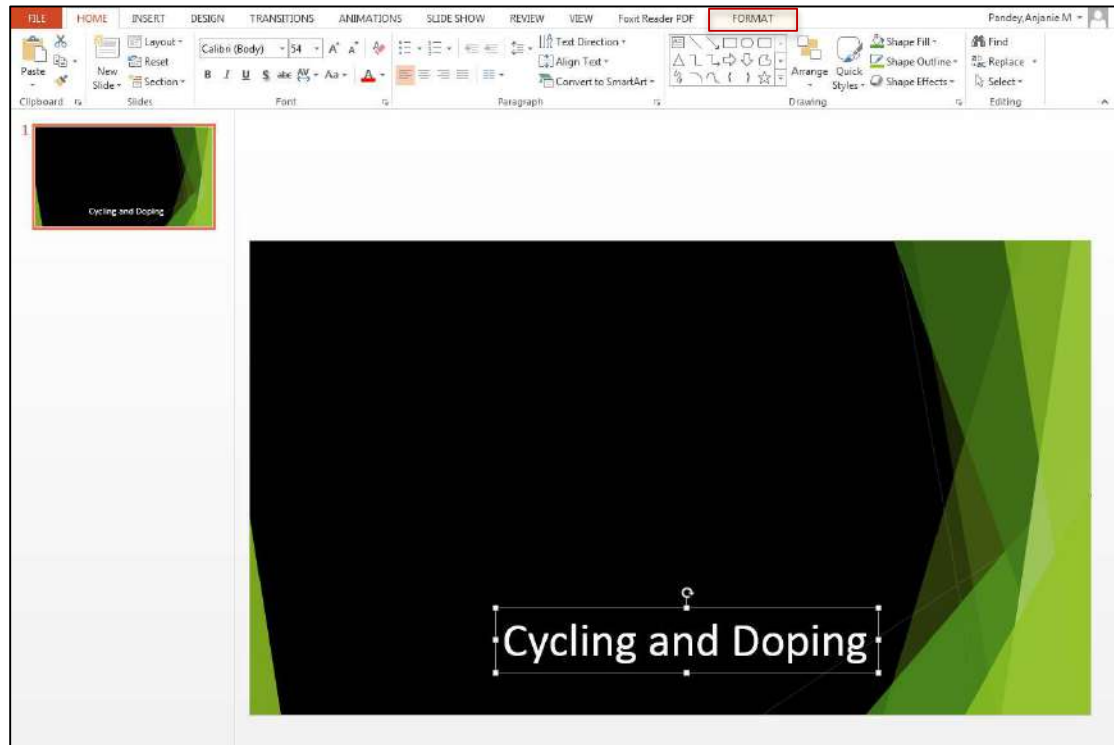 FILE HOME INSERT DESIGN TRANSITIONS ANIMATIONS SLIDE SHOW REVIEW VIEW Foxit Reader PDF FORMAT Pandey, Anjanie M
Paste
New
Slide
Layout
Reset
Section
Calibri (Body) 54 A A
B I U S abc AV Aa A
Text Direction
Align Text
Convert to SmartArt
Arrange
Quick
Styles
Shape Fill
Shape Outline
Shape Effects
Find
Replace
Select
Clipboard Slides Font Paragraph Drawing Editing
1
Cycling and Doping
Cycling and Doping